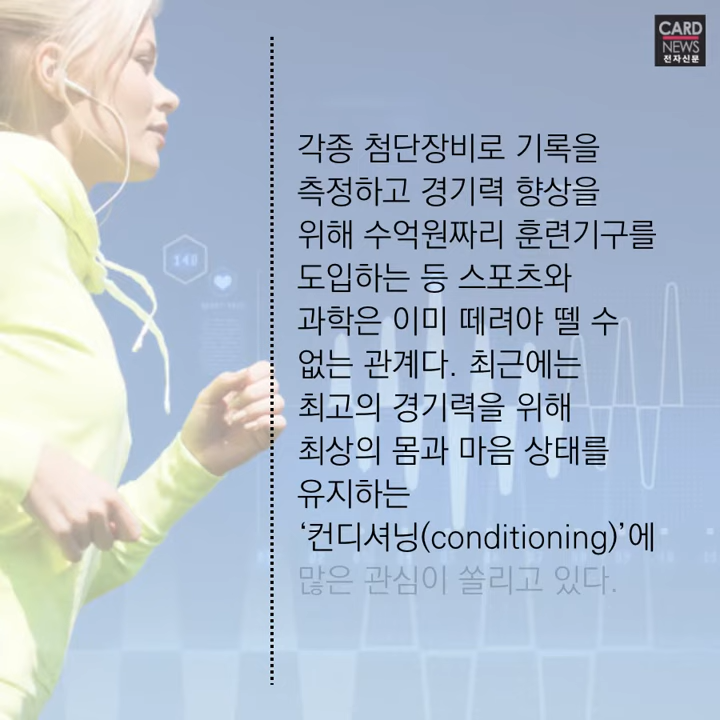 CARD
NEWS
전자신문
각종 첨단장비로 기록을
측정하고 경기력 향상을
위해 수억원짜리 훈련기구를
도입하는 등 스포츠와
과학은 이미 떼려야 뗄 수
없는 관계다. 최근에는
최고의 경기력을 위해
최상의 몸과 마음 상태를
유지하는
‘컨디셔닝(conditioning)’에
많은 관심이 쏠리고 있다.
140